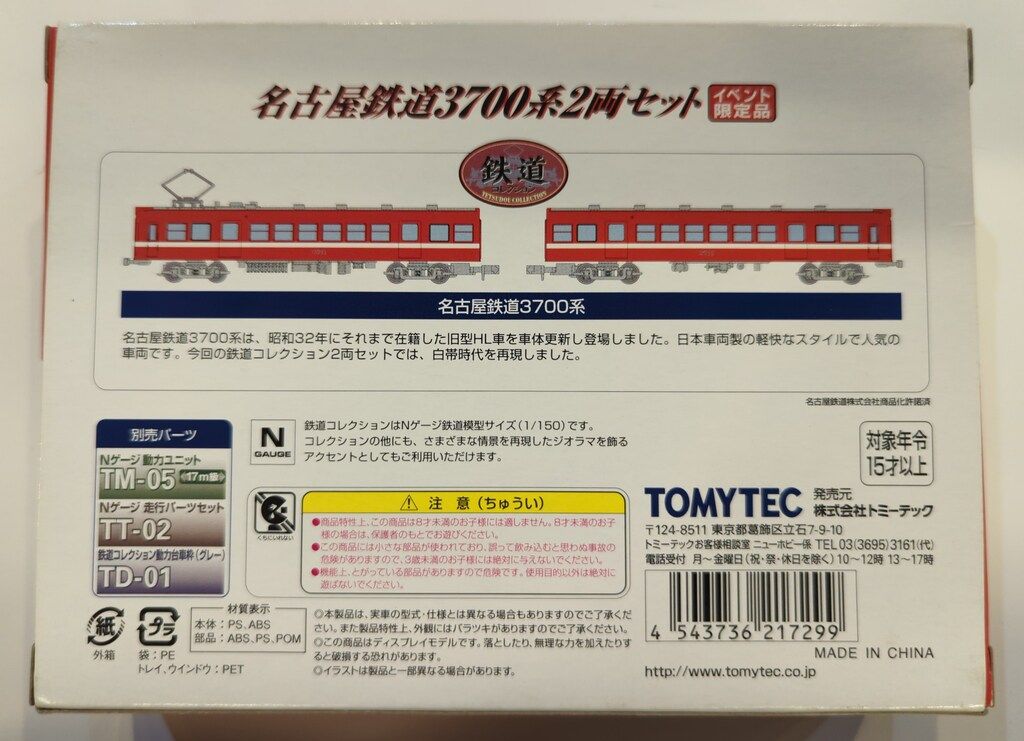 名古屋鉄道3700系2両セット
イベント
限定品
鉄道
コレクション
TETSUDOU COLLECTION
名古屋鉄道3700系
名古屋鉄道3700系は、昭和32年にそれまで在籍した旧型HL車を車体更新し登場しました。日本車両製の軽快なスタイルで人気の
車両です。今回の鉄道コレクション2両セットでは、白帯時代を再現しました。
名古屋鉄道株式会社商品化許諾済
別売パーツ
Nゲージ 動力ユニット
TM-05 17m級
Nゲージ 走行パーツセット
TT-02
鉄道コレクション動力台車枠(グレー)
TD-01
N
GAUGE
鉄道コレクションはNゲージ鉄道模型サイズ(1/150)です。
コレクションの他にも、さまざまな情景を再現したジオラマを飾る
アクセントとしてもご利用いただけます。
対象年令
15才以上
くちにいれない
注 意 (ちゅうい)
●商品特性上、この商品は8才未満のお子様には適しません。8才未満のお子
様の場合は、保護者のもとでお遊びください。
●この商品には小さな部品が使われており、誤って飲み込むと思わぬ事故の
危険がありますので、3歳未満のお子様には絶対に与えないでください。
●機能上、とがっている部品がありますので危険です。使用目的以外は絶対に
遊ばないでください。
TOMYTEC 発売元
株式会社トミーテック
〒124-8511 東京都葛飾区立石7-9-10
トミーテックお客様相談室 ニューホビー係 TEL 03(3695)3161(代)
電話受付 月~金曜日(祝・祭・休日を除く)10~12時 13~17時
4 543736 217299
MADE IN CHINA
http://www.tomytec.co.jp
紙
外箱
プラ
袋：PE
トレイ、ウインドウ：PET
材質表示
本体：PS、ABS
部品：ABS、PS、POM
◎本製品は、実車の型式・仕様とは異なる場合もありますのでご了承くだ
さい。また製品特性上、外観にはバラツキがありますのでご了承ください。
◎この商品はディスプレイモデルです。落としたり、無理な力を加えたりす
ると破損する恐れがあります。
◎イラストは製品と一部異なる場合があります。